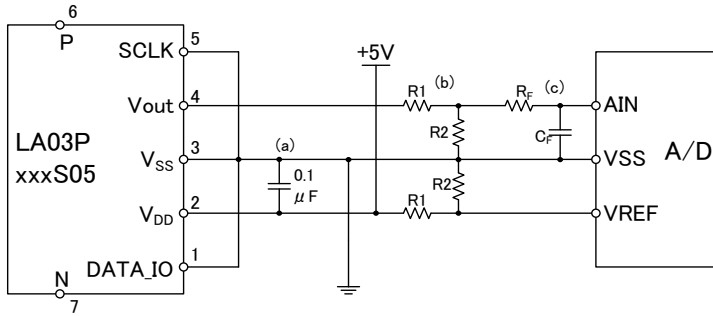 6
P
SCLK 5
+5V
Vout 4
R1 (b) RF (c) AIN
R2 CF
LA03P
xxxS05
VSS 3 (a) VSS A/D
0.1
μF
R2
VDD 2 R1 VREF
DATA_IO 1
N
7